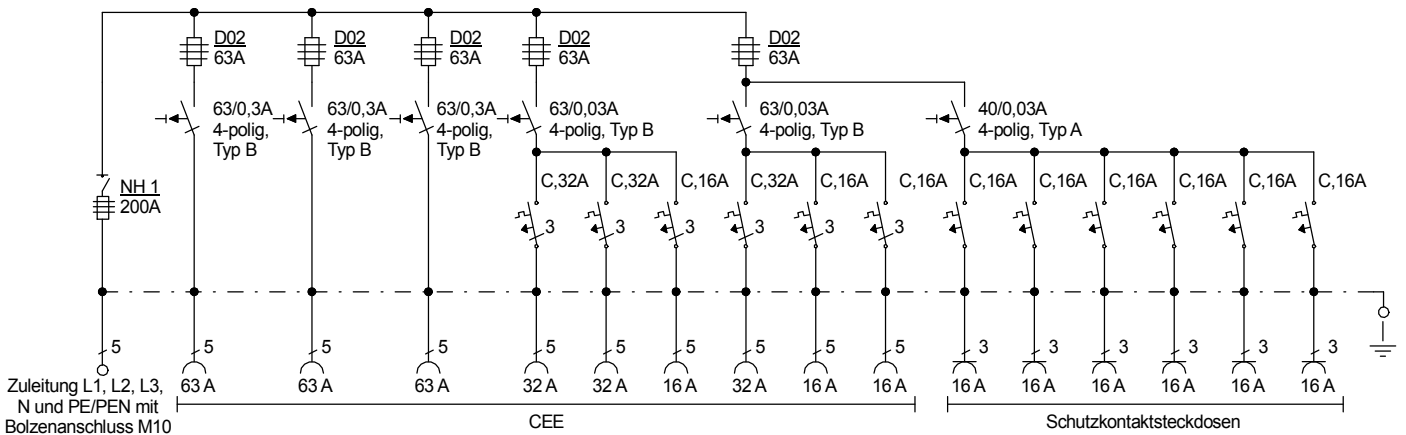 D02 D02 D02 D02 D02
63A 63A 63A 63A 63A
63/0,3A 63/0,3A 63/0,3A 63/0,03A 63/0,03A 40/0,03A
4-polig, 4-polig, 4-polig, 4-polig, Typ B 4-polig, Typ B 4-polig, Typ A
Typ B Typ B Typ B
C,32A C,32A C,16A C,32A C,16A C,16A C,16A C,16A C,16A C,16A C,16A C,16A
NH 1
200A
3 3 3 3 3 3
5 5 5 5 5 5 5 5 5 5 3 3 3 3 3 3
Zuleitung L1, L2, L3, 63 A 63 A 63 A 32 A 32 A 16 A 32 A 16 A 16 A 16 A 16 A 16 A 16 A 16 A 16 A
N und PE/PEN mit
Bolzenanschluss M10 CEE Schutzkontaktsteckdosen